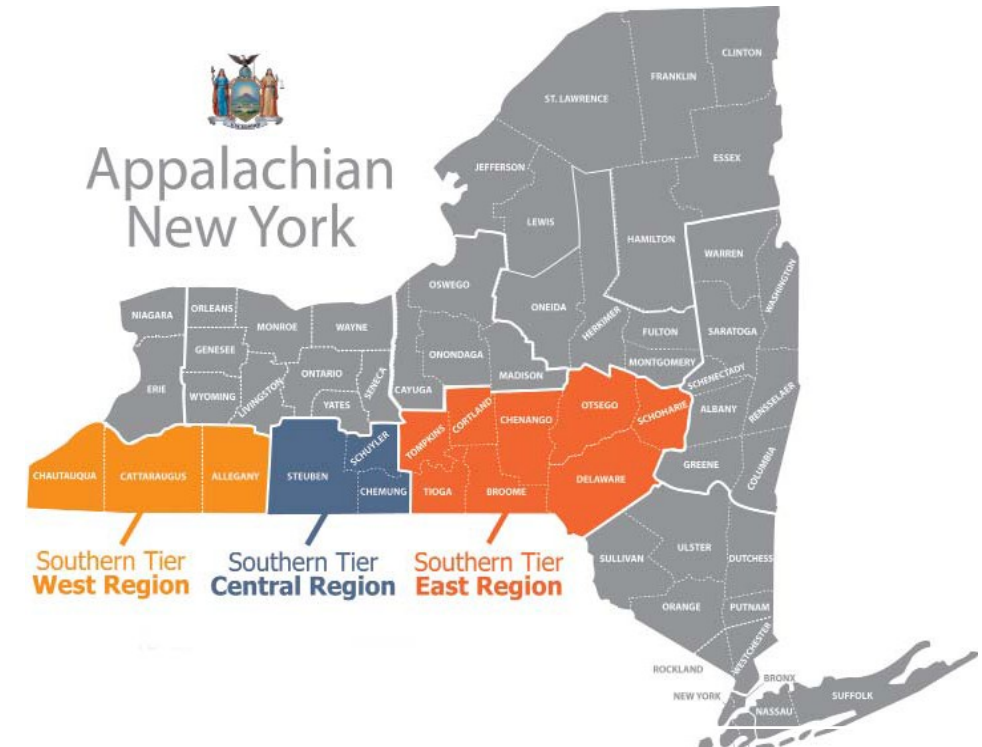 Appalachian
New York
CLINTON
FRANKLIN
ST. LAWRENCE
ESSEX
JEFFERSON
LEWIS
HAMILTON
WARREN
WASHINGTON
OSWEGO
ONEIDA
HERKIMER
NIAGARA
ORLEANS
MONROE
WAYNE
FULTON
SARATOGA
GENESEE
ONONDAGA
MONTGOMERY
SCHENECTADY
ERIE
WYOMING
LIVINGSTON
ONTARIO
SENECA
CAYUGA
MADISON
YATES
OTSEGO
SCHOHARIE
ALBANY
RENSSELAER
TOMPKINS
CORTLAND
CHENANGO
SCHUYLER
GREENE
COLUMBIA
CHAUTAUQUA
CATTARAUGUS
ALLEGANY
STEUBEN
CHEMUNG
TIOGA
BROOME
DELAWARE
Southern Tier
West Region
Southern Tier
Central Region
Southern Tier
East Region
SULLIVAN
ULSTER
DUTCHESS
ORANGE
PUTNAM
WESTCHESTER
ROCKLAND
BRONX
NEW YORK
NASSAU
SUFFOLK